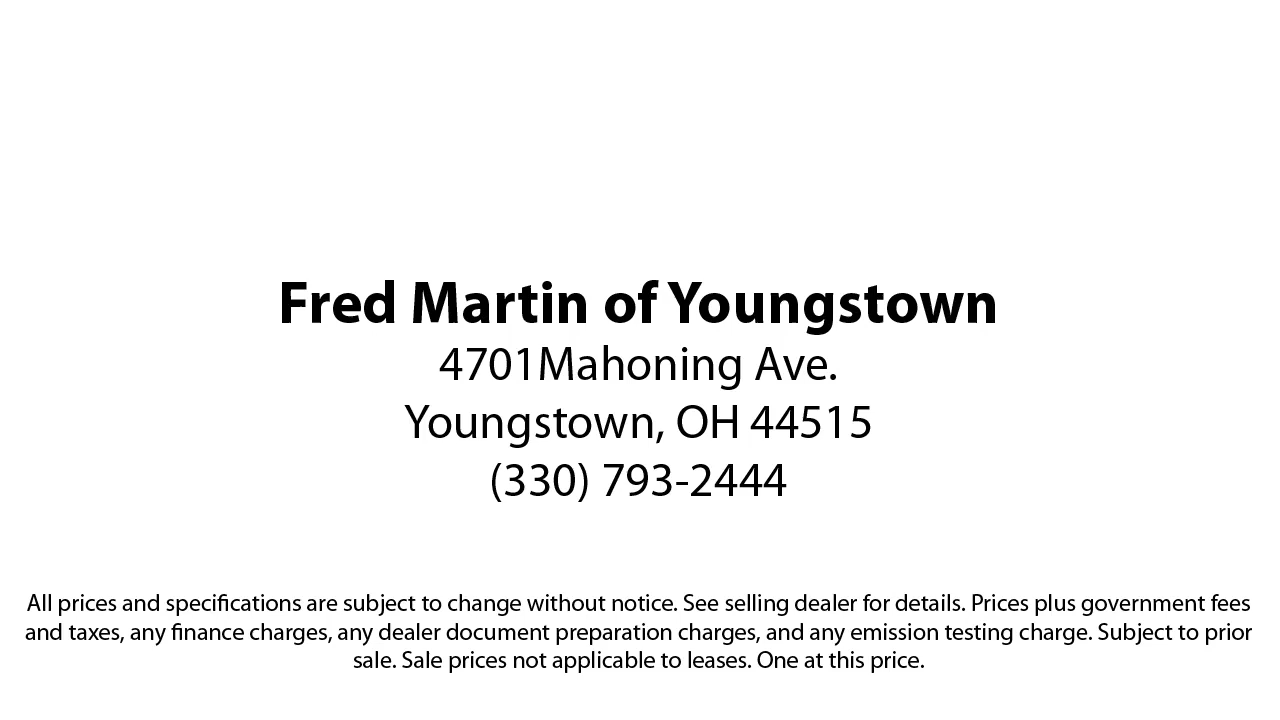 Fred Martin of Youngstown
4701Mahoning Ave.
Youngstown, OH 44515
(330) 793-2444
All prices and specifications are subject to change without notice. See selling dealer for details. Prices plus government fees
and taxes, any finance charges, any dealer document preparation charges, and any emission testing charge. Subject to prior
sale. Sale prices not applicable to leases. One at this price.